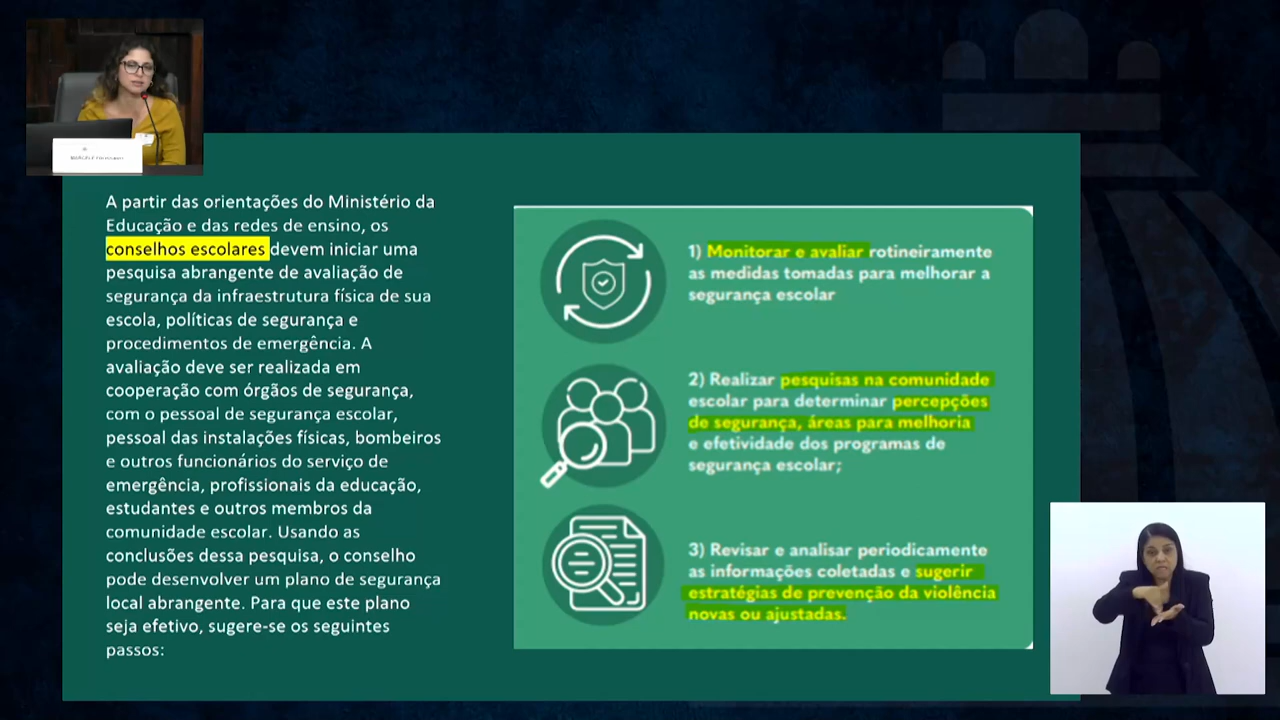 A partir das orientações do Ministério da
Educação e das redes de ensino, os
conselhos escolares devem iniciar uma
pesquisa abrangente de avaliação de
segurança da infraestrutura física de sua
escola, políticas de segurança e
procedimentos de emergência. A
avaliação deve ser realizada em
cooperação com órgãos de segurança,
com o pessoal de segurança escolar,
pessoal das instalações físicas, bombeiros
e outros funcionários do serviço de
emergência, profissionais da educação,
estudantes e outros membros da
comunidade escolar. Usando as
conclusões dessa pesquisa, o conselho
pode desenvolver um plano de segurança
local abrangente. Para que este plano
seja efetivo, sugere-se os seguintes
passos:
1) Monitorar e avaliar rotineiramente
as medidas tomadas para melhorar a
segurança escolar
2) Realizar pesquisas na comunidade
escolar para determinar percepções
de segurança, áreas para melhoria
e efetividade dos programas de
segurança escolar;
3) Revisar e analisar periodicamente
as informações coletadas e sugerir
estratégias de prevenção da violência
novas ou ajustadas.